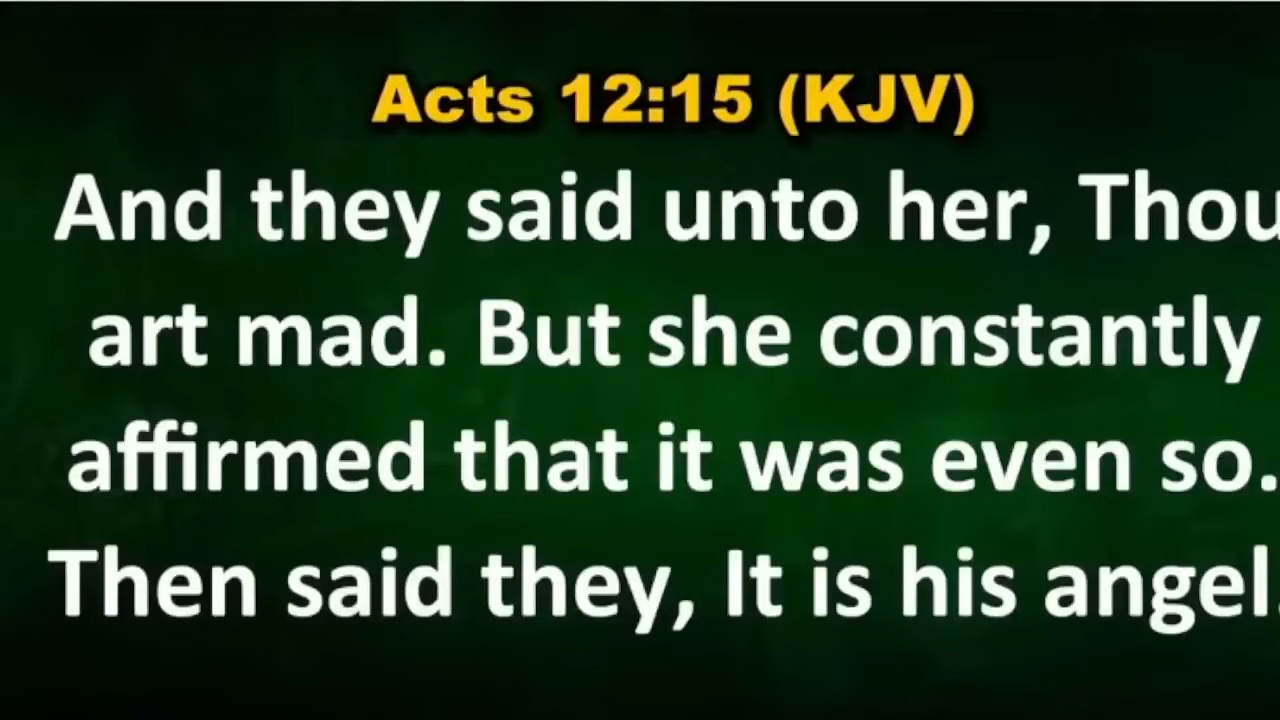 Acts 12:15 (KJV)
And they said unto her, Thou
art mad. But she constantly
affirmed that it was even so.
Then said they, It is his angel.